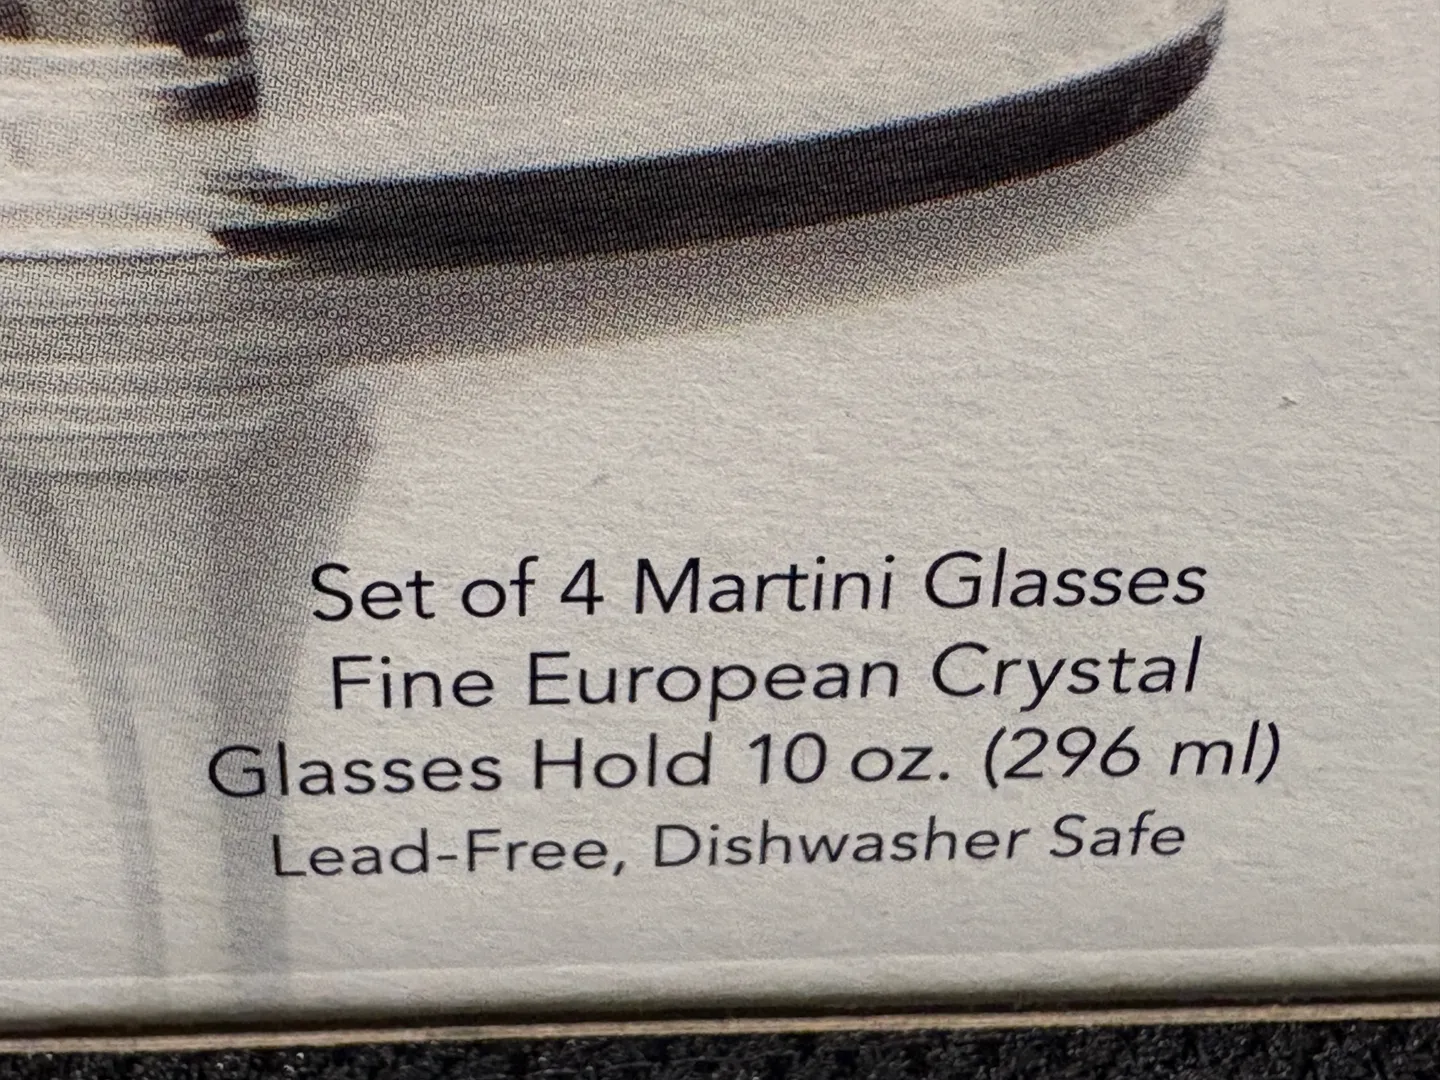 Set of 4 Martini Glasses
Fine European Crystal
Glasses Hold 10 oz. (296 ml)
Lead-Free, Dishwasher Safe